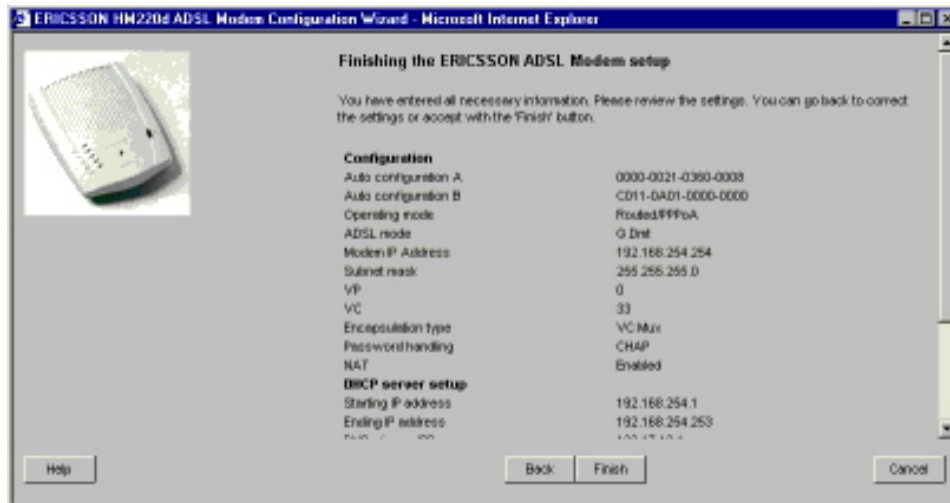 ERICSSON HM220d ADSL Modem Configuration Wizard - Microsoft Internet Explorer
Finishing the ERICSSON ADSL Modem setup
You have entered all necessary information. Please review the settings. You can go back to correct
the settings or accept with the 'Finish' button.
Configuration
Auto configuration A 0000-0021-0360-0008
Auto configuration B CD11-0A01-0000-0000
Operating mode Routed/PPPoA
ADSL mode G.Dmt
Modem IP Address 192.168.254.254
Subnet mask 255.255.255.0
VP 0
VC 33
Encapsulation type VC Mux
Password handling CHAP
NAT Enabled
DHCP server setup
Starting IP address 192.168.254.1
Ending IP address 192.168.254.253
Help Back Finish Cancel